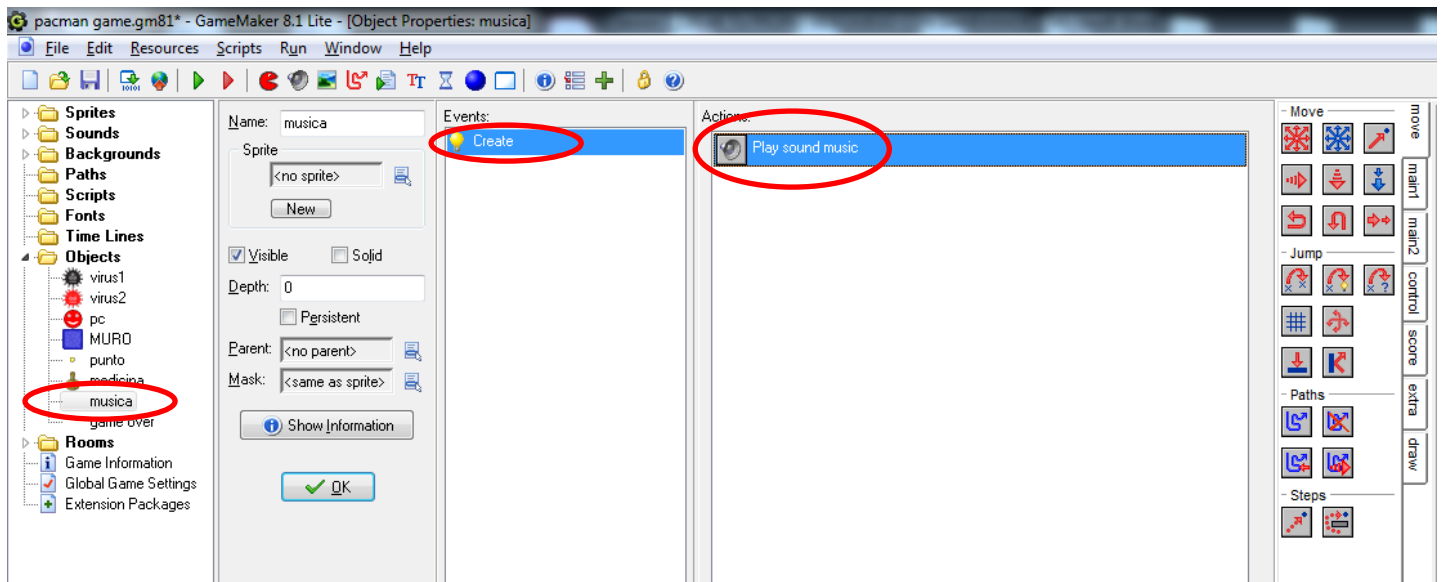 pacman game.gm81* - GameMaker 8.1 Lite - [Object Properties: musica]
File Edit Resources Scripts Run Window Help
Sprites
Sounds
Backgrounds
Paths
Scripts
Fonts
Time Lines
Objects
virus1
virus2
pc
MURO
punto
medicina
musica
game over
Rooms
Game Information
Global Game Settings
Extension Packages
Name: musica
Sprite
<no sprite>
New
Visible Solid
Depth: 0
Persistent
Parent: <no parent>
Mask: <same as sprite>
Show Information
OK
Events:
Create
Actions:
Play sound music
Move
Jump
Paths
Steps
move
main1
main2
control
score
extra
draw